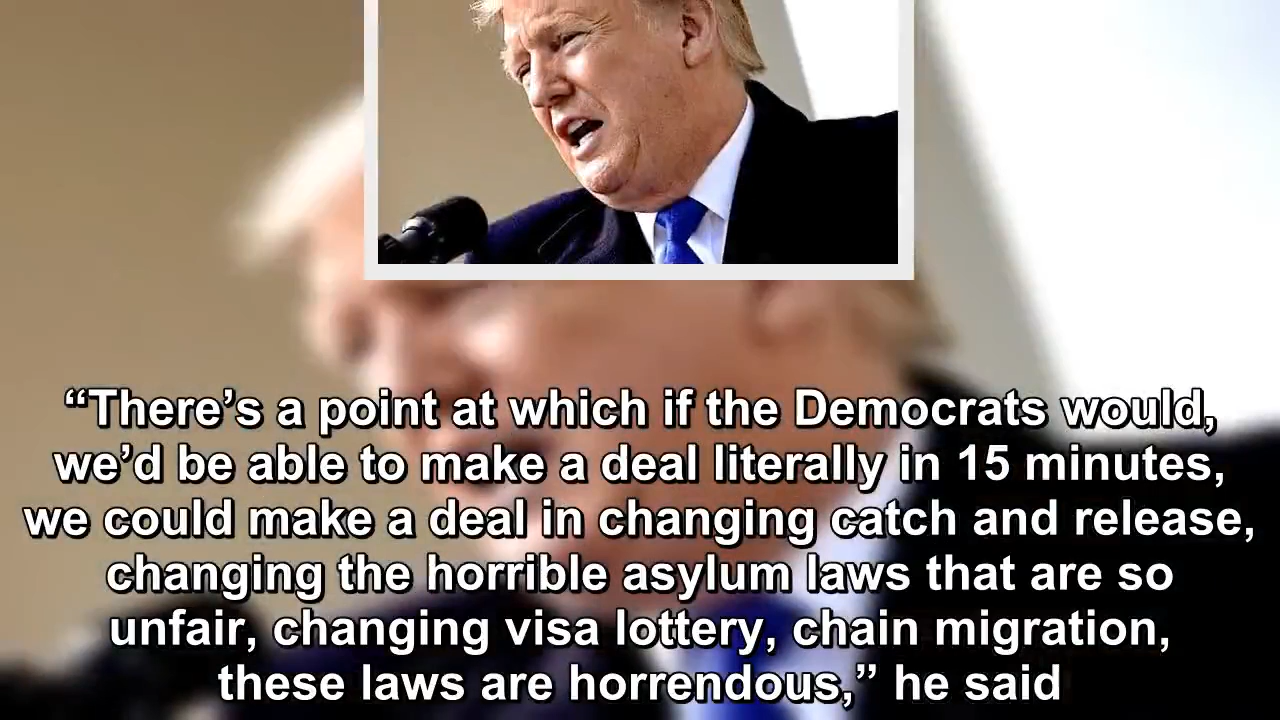 “There’s a point at which if the Democrats would,
we’d be able to make a deal literally in 15 minutes,
we could make a deal in changing catch and release,
changing the horrible asylum laws that are so
unfair, changing visa lottery, chain migration,
these laws are horrendous,” he said